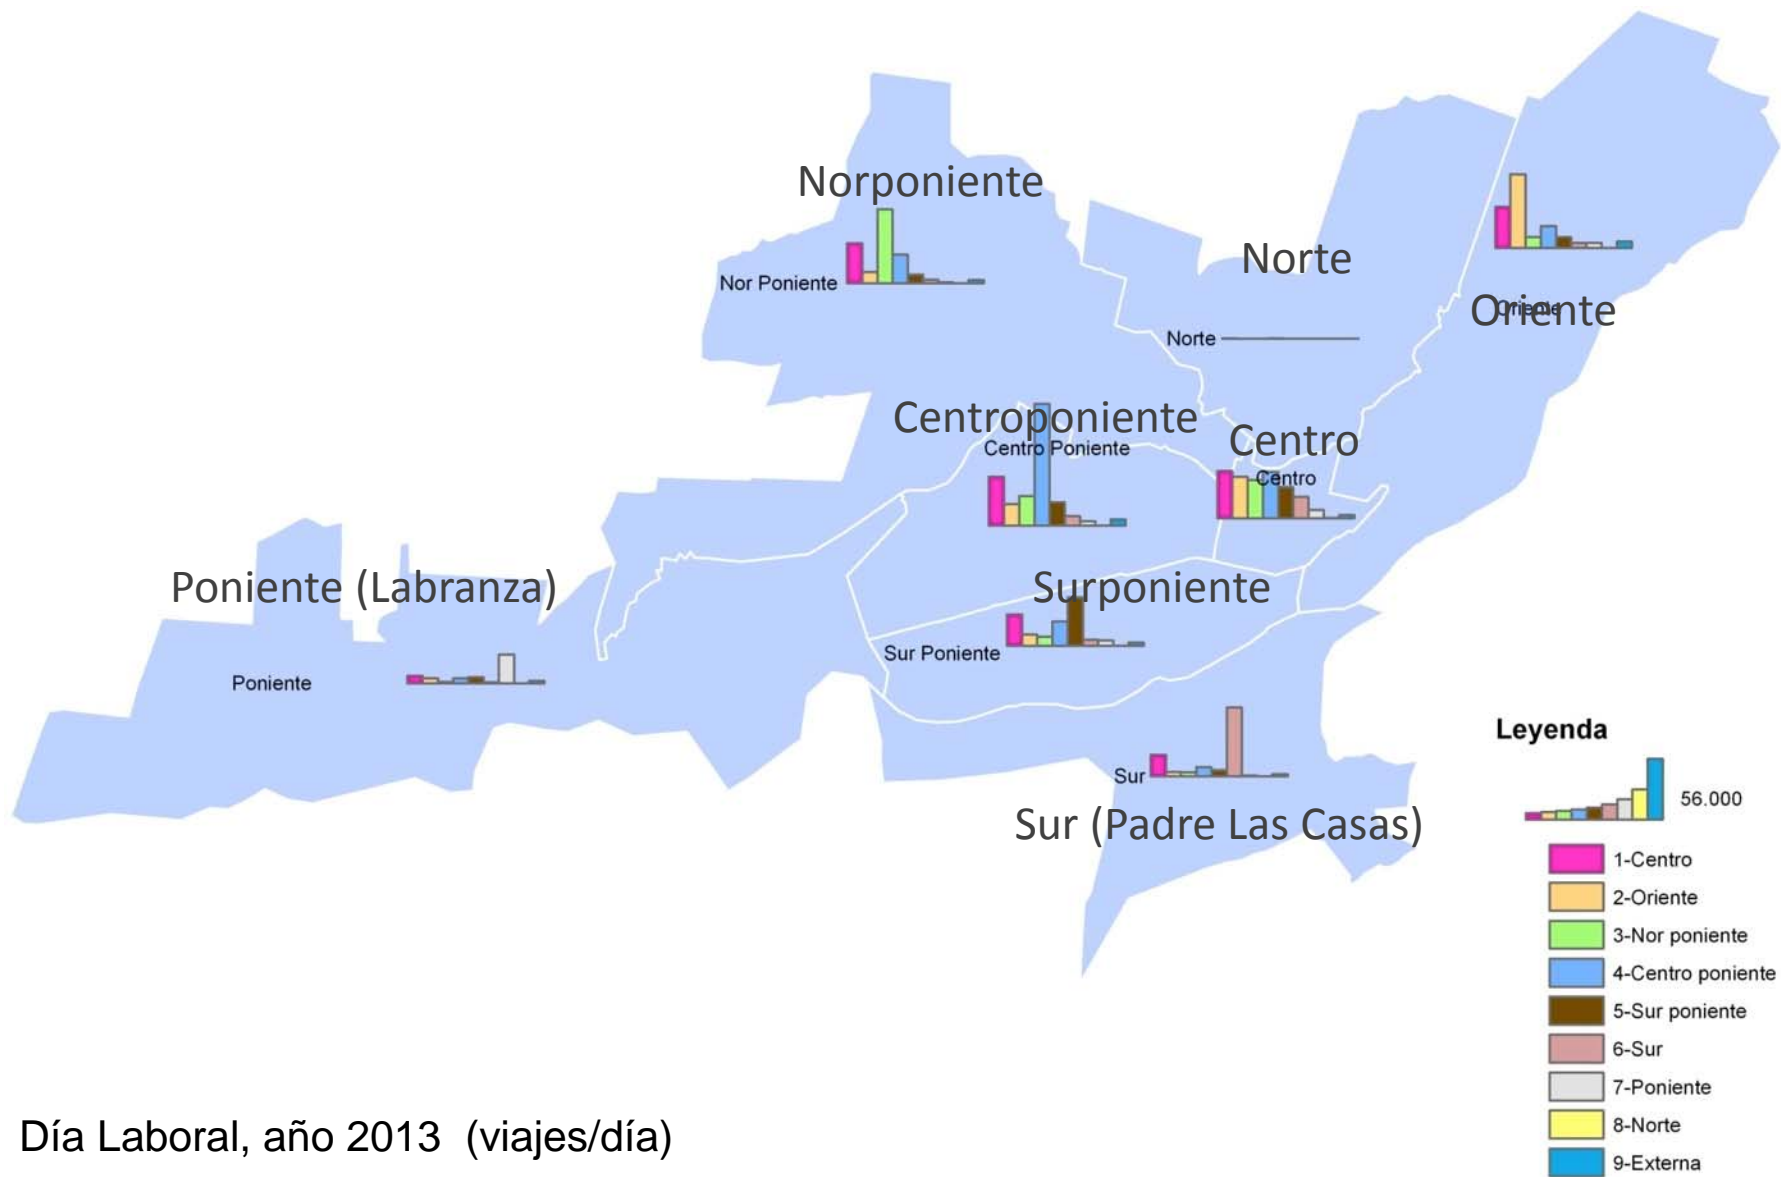 Norponiente
Nor Poniente
Norte
Norte
Oriente
Oriente
Centroponiente
Centro Poniente
Centro
Centro
Poniente (Labranza)
Poniente
Surponiente
Sur Poniente
Sur
Sur (Padre Las Casas)
Leyenda
56.000
1-Centro
2-Oriente
3-Nor poniente
4-Centro poniente
5-Sur poniente
6-Sur
7-Poniente
8-Norte
9-Externa
Día Laboral, año 2013 (viajes/día)